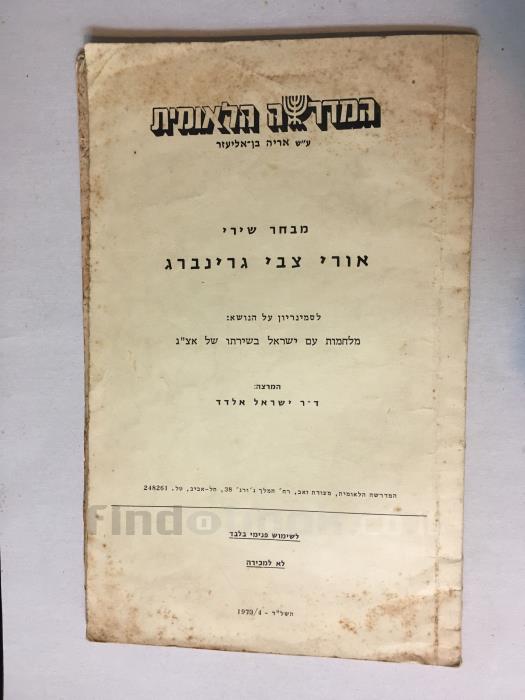 המדרשה הלאומית
ע"ש אריה בן-אליעזר
מבחר שירי
אורי צבי גרינברג
לסמינריון על הנושא:
מלחמות עם ישראל בשירתו של אצ"ג
המרצה:
ד"ר ישראל אלדד
המדרשה הלאומית, מצודת זאב, רח' המלך ג'ורג' 38, תל-אביב, טל. 248261
לשימוש פנימי בלבד
לא למכירה
תשל"ד - 1973/4